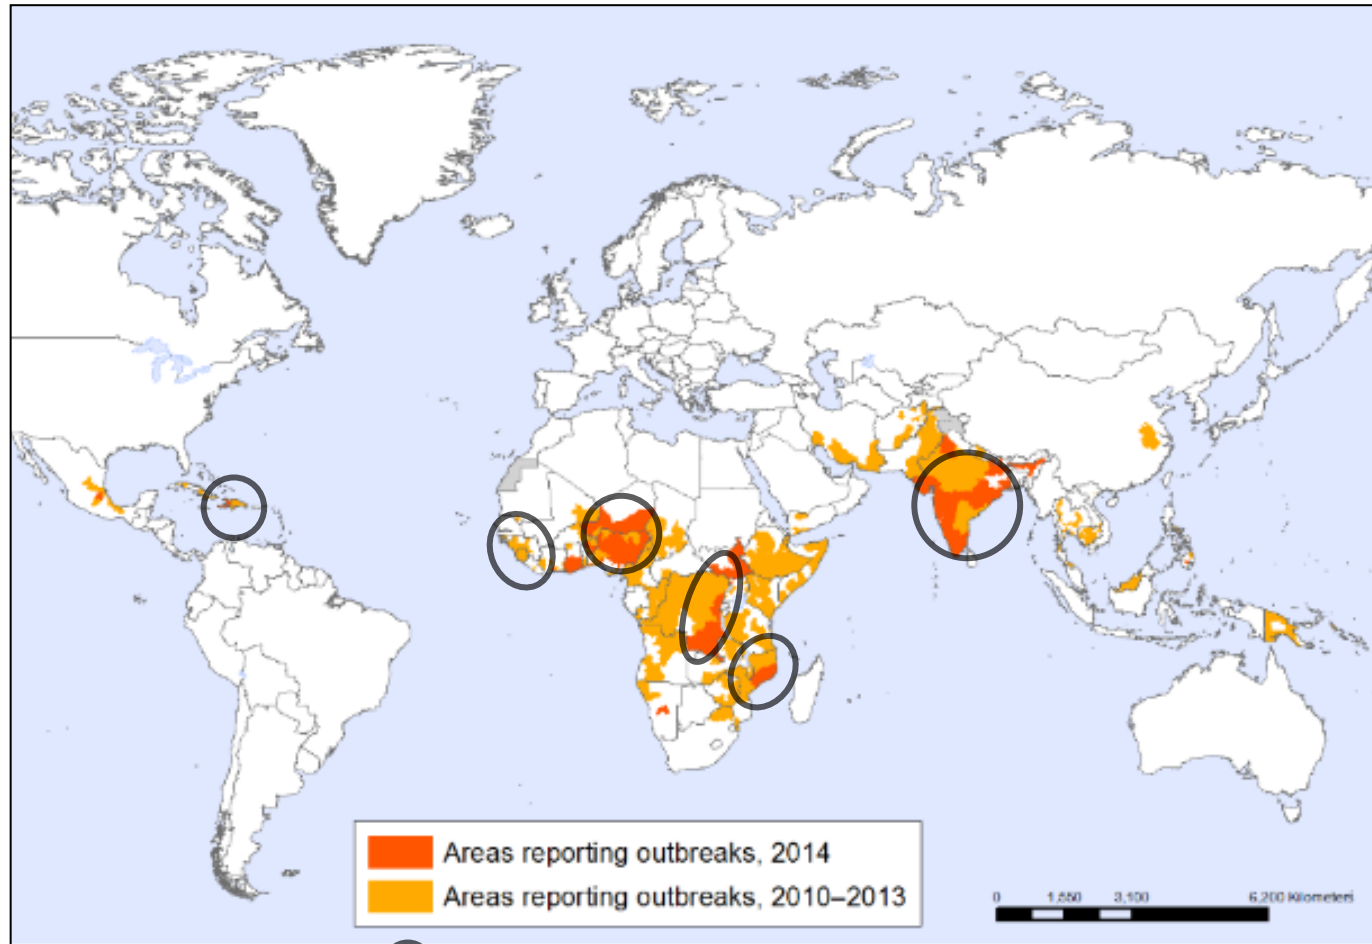 Areas reporting outbreaks, 2014
Areas reporting outbreaks, 2010–2013
0 1,550 3,100 6,200 Kilometers